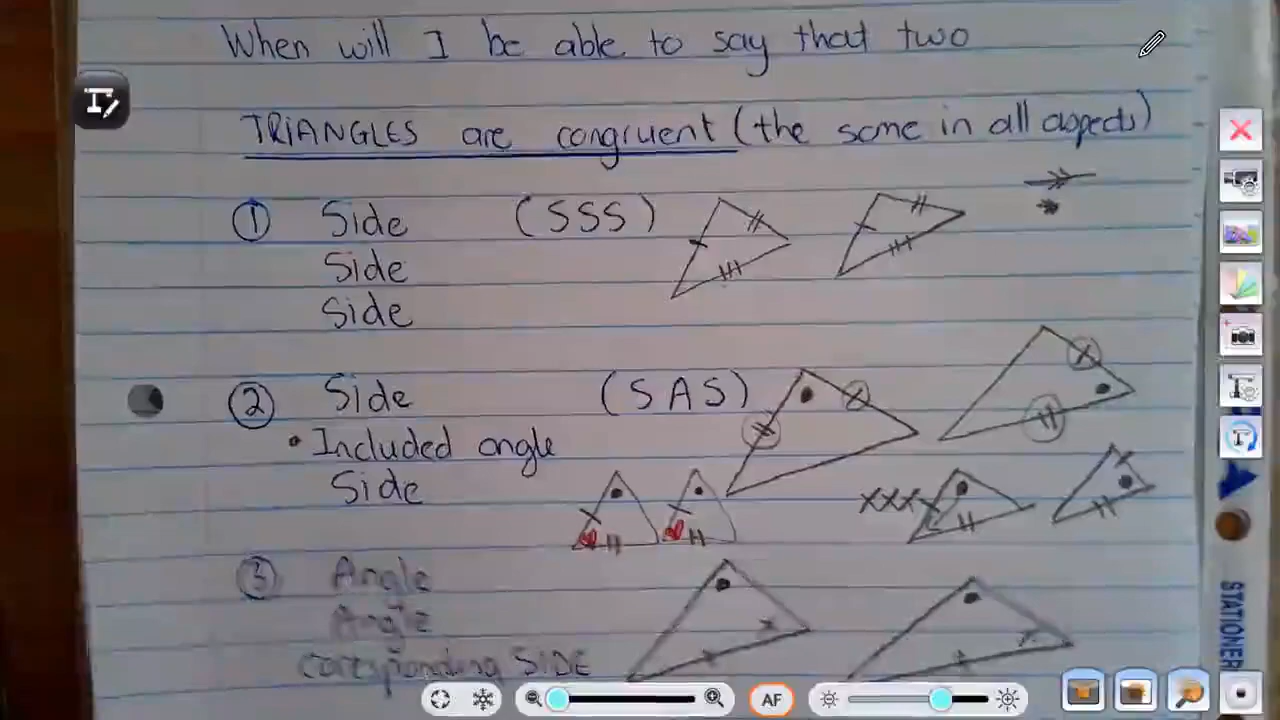 When will I be able to say that two
TRIANGLES are congruent (the same in all aspects)
① Side (SSS)
Side
Side
② Side (SAS)
• Included angle
Side
XXX
③ Angle
Angle
corresponding SIDE
AF
STATIONER